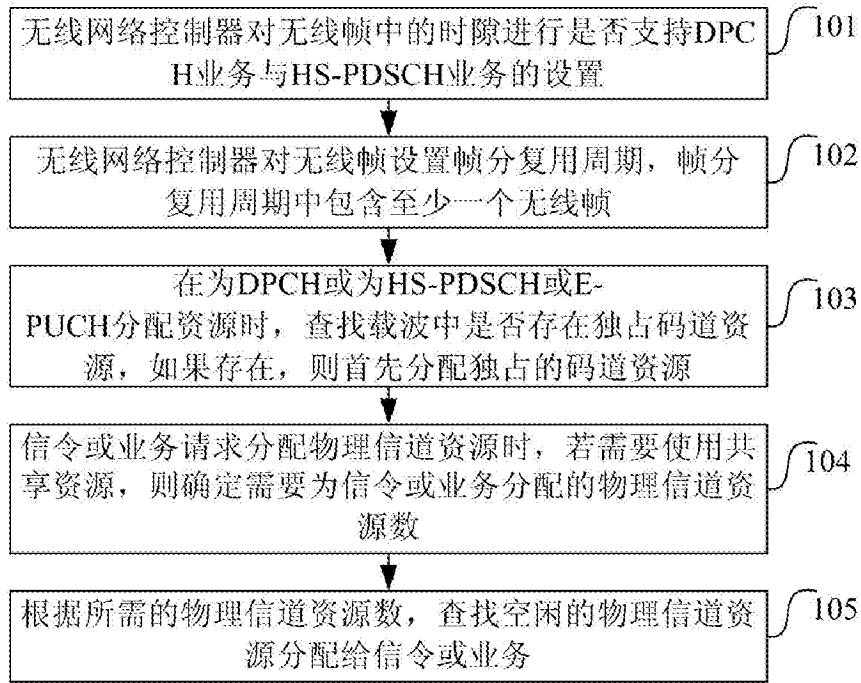 无线网络控制器对无线帧中的时隙进行是否支持DPC
H业务与HS-PDSCH业务的设置
101
无线网络控制器对无线帧设置帧分复用周期，帧分
复用周期中包含至少一个无线帧
102
在为DPCH或为HS-PDSCH或E-
PUCH分配资源时，查找载波中是否存在独占码道资
源，如果存在，则首先分配独占的码道资源
103
信令或业务请求分配物理信道资源时，若需要使用共
享资源，则确定需要为信令或业务分配的物理信道资
源数
104
根据所需的物理信道资源数，查找空闲的物理信道资
源分配给信令或业务
105